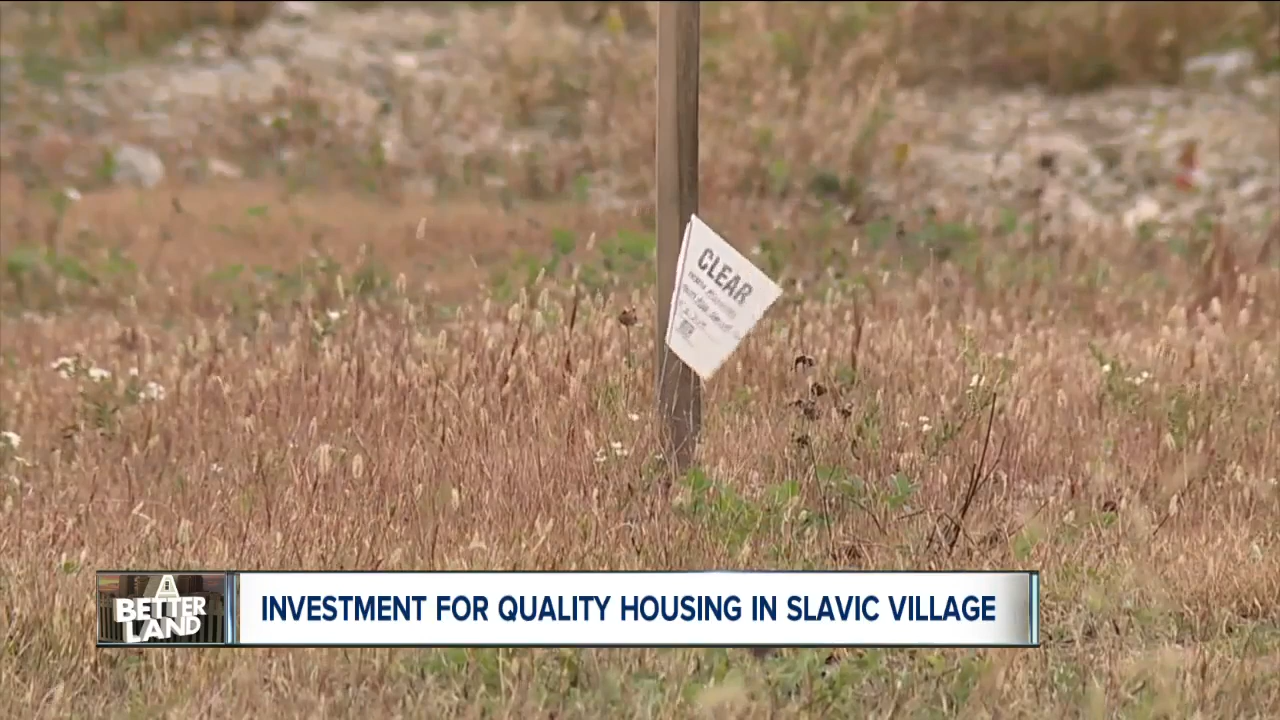 CLEAR
A
BETTER
LAND
INVESTMENT FOR QUALITY HOUSING IN SLAVIC VILLAGE